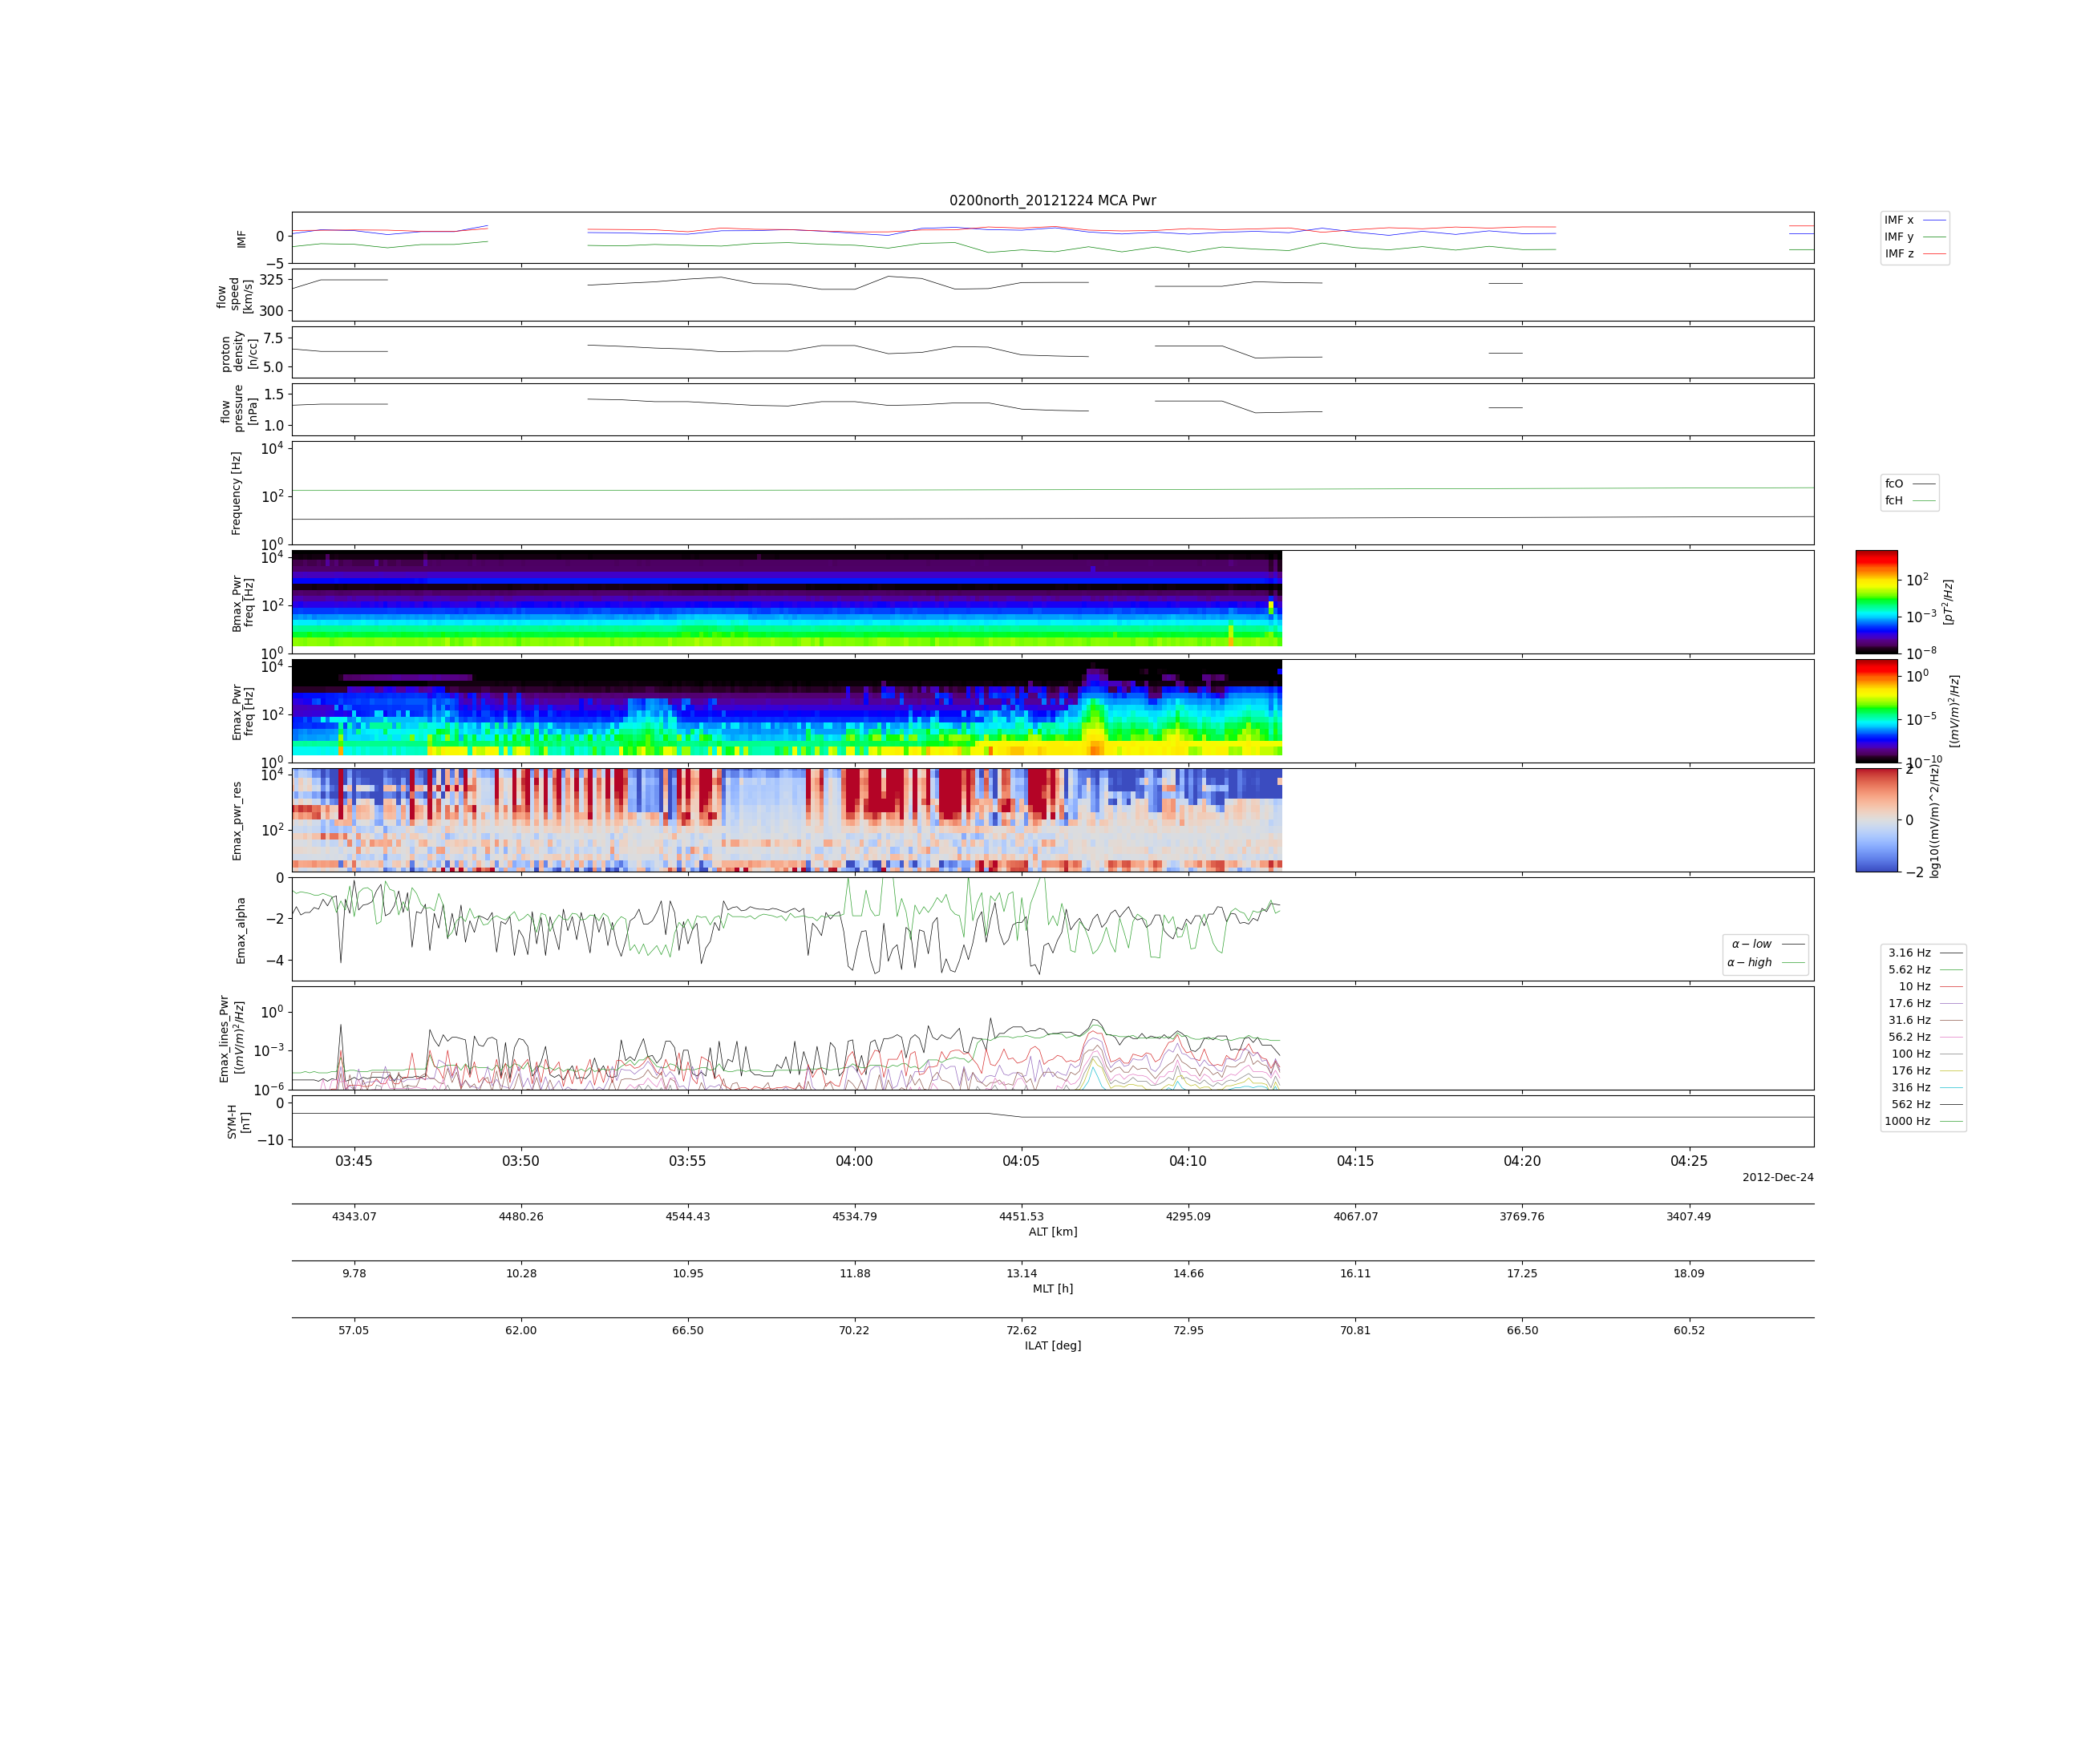 0200north_20121224 MCA Pwr
IMF
0
−5
IMF x
IMF y
IMF z
flow
speed
[km/s]
325
300
proton
density
[n/cc]
7.5
5.0
flow
pressure
[nPa]
1.5
1.0
Frequency [Hz]
10^4
10^2
10^0
fcO
fcH
Bmax_Pwr
freq [Hz]
10^4
10^2
10^0
10^2
10^−3
10^−8
[pT^2/Hz]
Emax_Pwr
freq [Hz]
10^4
10^2
10^0
10^0
10^−5
10^−10
[(mV/m)^2/Hz]
Emax_pwr_res
10^4
10^2
2
0
−2
log10((mV/m)^2/Hz)
Emax_alpha
0
−2
−4
α − low
α − high
Emax_lines_Pwr
[(mV/m)^2/Hz]
10^0
10^−3
10^−6
3.16 Hz
5.62 Hz
10 Hz
17.6 Hz
31.6 Hz
56.2 Hz
100 Hz
176 Hz
316 Hz
562 Hz
1000 Hz
SYM-H
[nT]
0
−10
03:45 03:50 03:55 04:00 04:05 04:10 04:15 04:20 04:25
2012-Dec-24
4343.07 4480.26 4544.43 4534.79 4451.53 4295.09 4067.07 3769.76 3407.49
ALT [km]
9.78 10.28 10.95 11.88 13.14 14.66 16.11 17.25 18.09
MLT [h]
57.05 62.00 66.50 70.22 72.62 72.95 70.81 66.50 60.52
ILAT [deg]